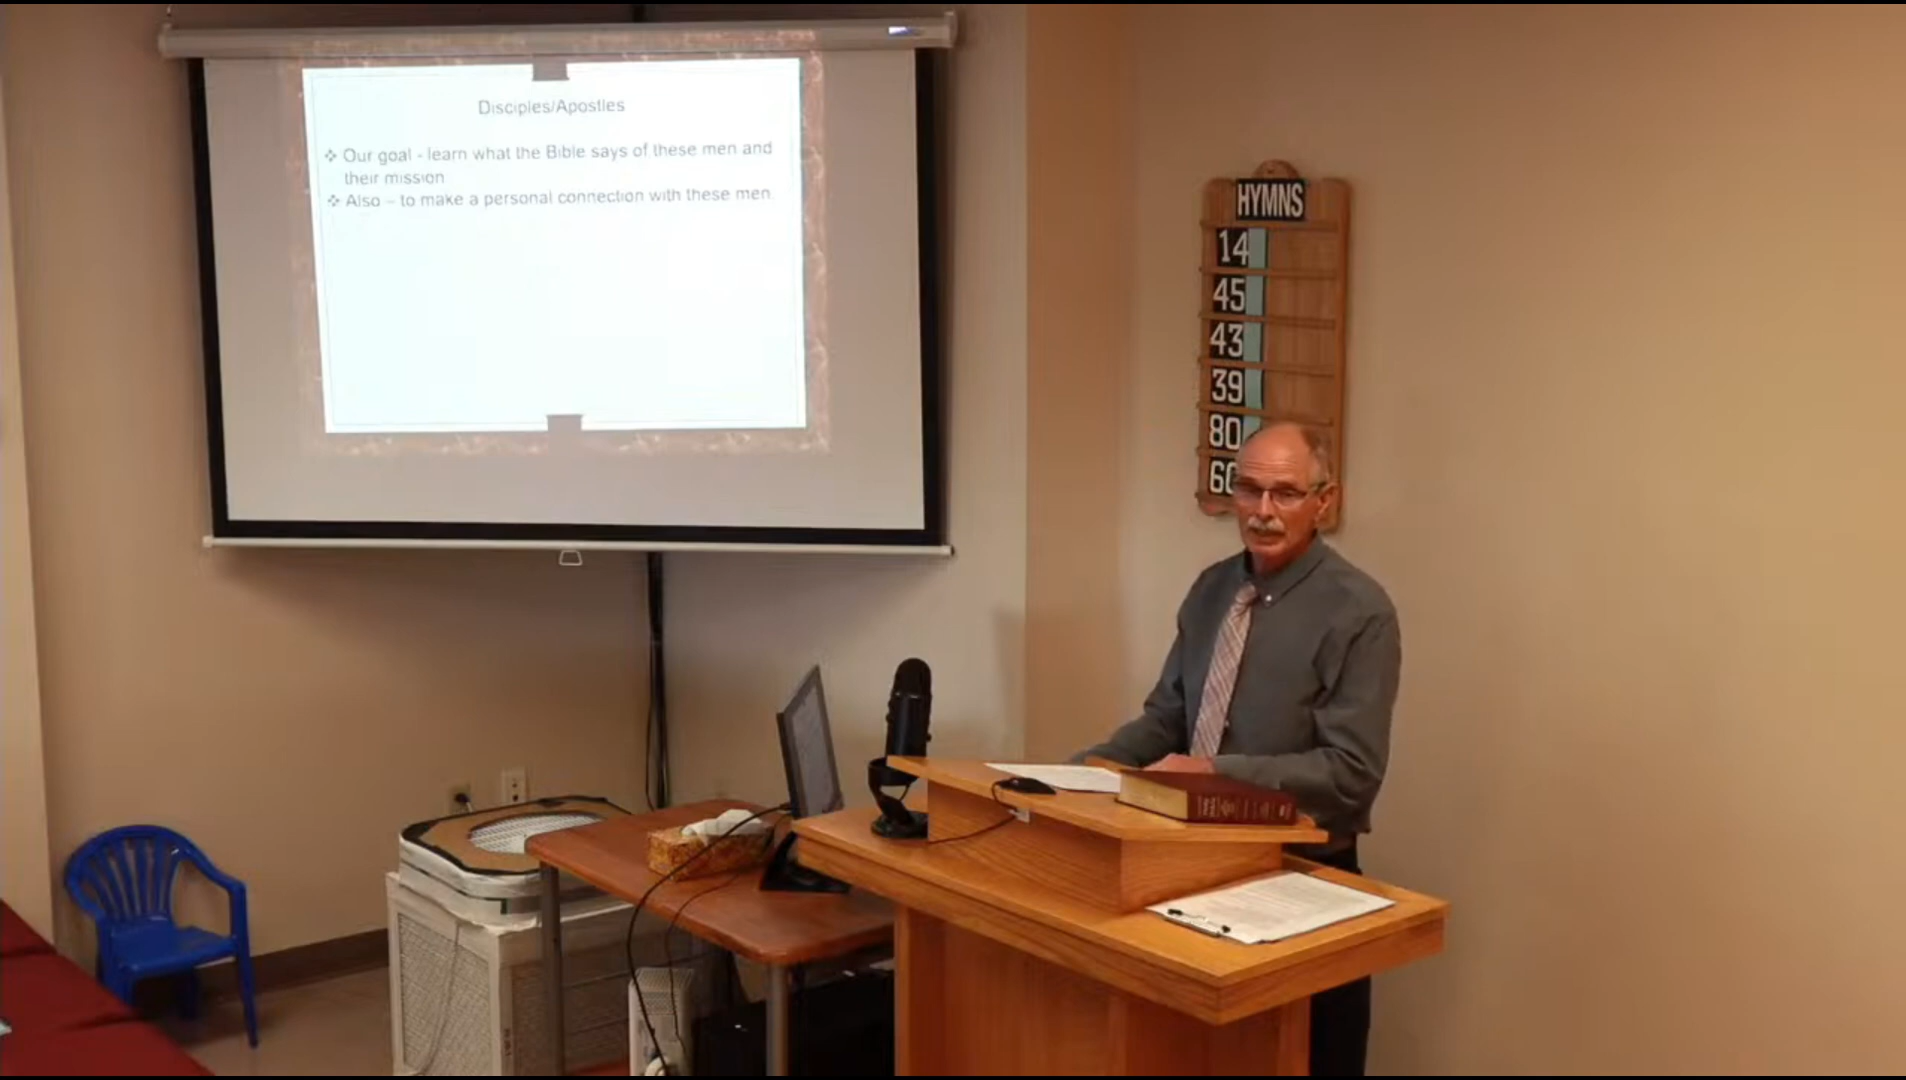 Disciples/Apostles
❖ Our goal - learn what the Bible says of these men and
their mission
❖ Also – to make a personal connection with these men.
HYMNS
14
45
43
39
80